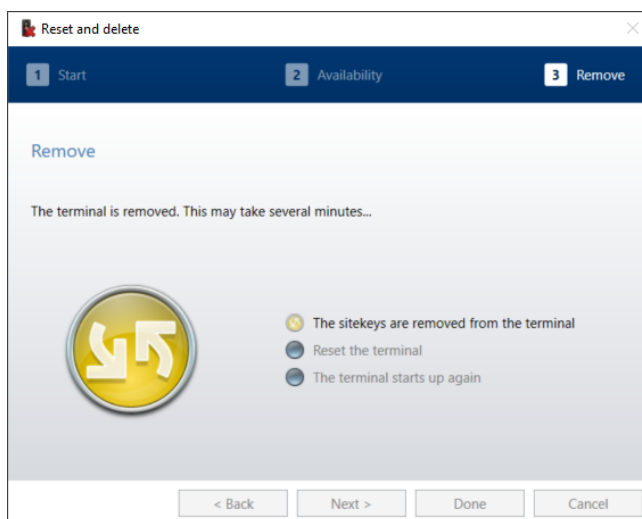 Reset and delete
1 Start
2 Availability
3 Remove
Remove
The terminal is removed. This may take several minutes...
The sitekeys are removed from the terminal
Reset the terminal
The terminal starts up again
< Back
Next >
Done
Cancel